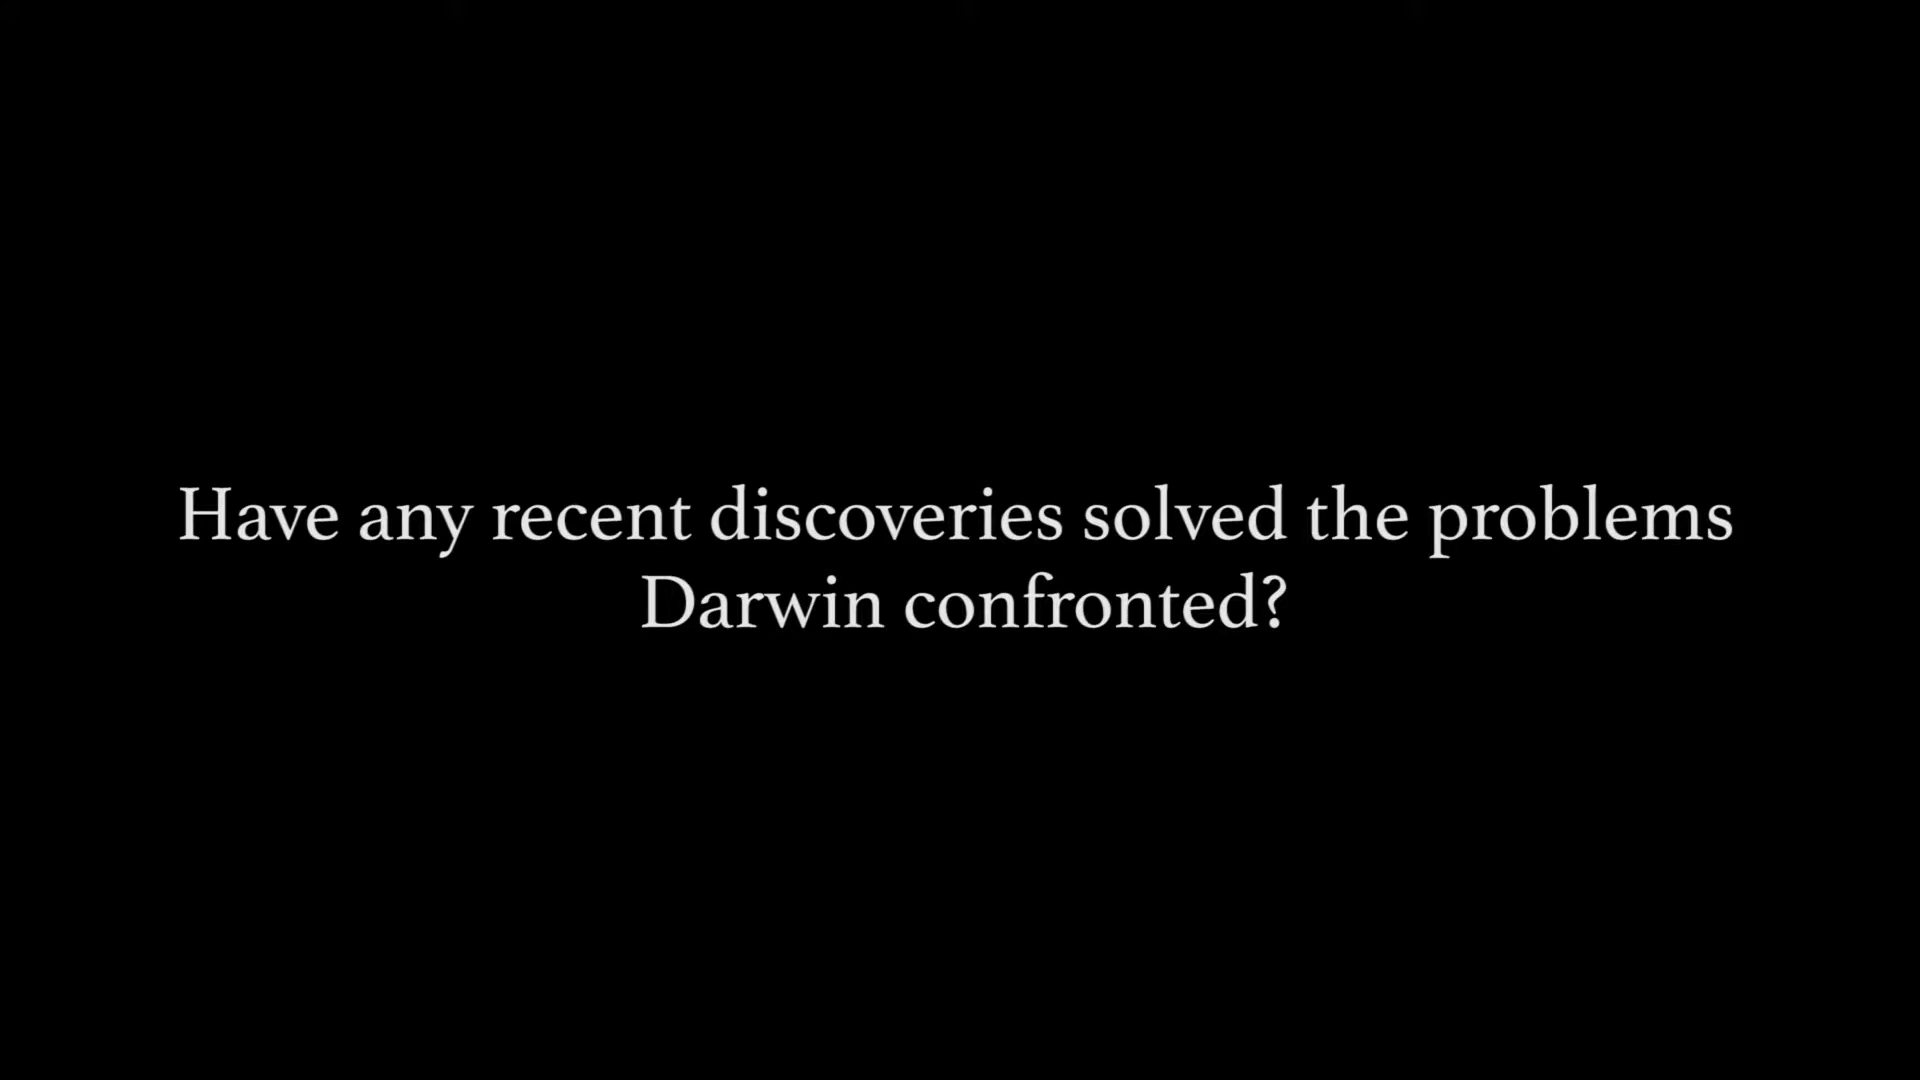 Have any recent discoveries solved the problems
Darwin confronted?